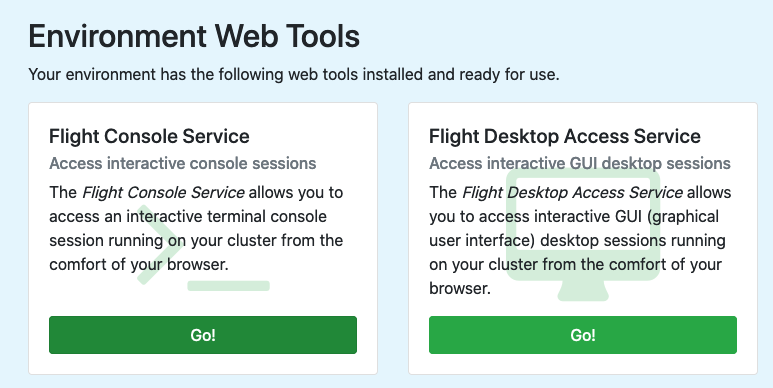 Environment Web Tools
Your environment has the following web tools installed and ready for use.
Flight Console Service
Access interactive console sessions
The Flight Console Service allows you to
access an interactive terminal console
session running on your cluster from the
comfort of your browser.
Go!
Flight Desktop Access Service
Access interactive GUI desktop sessions
The Flight Desktop Access Service allows
you to access interactive GUI (graphical
user interface) desktop sessions running
on your cluster from the comfort of your
browser.
Go!